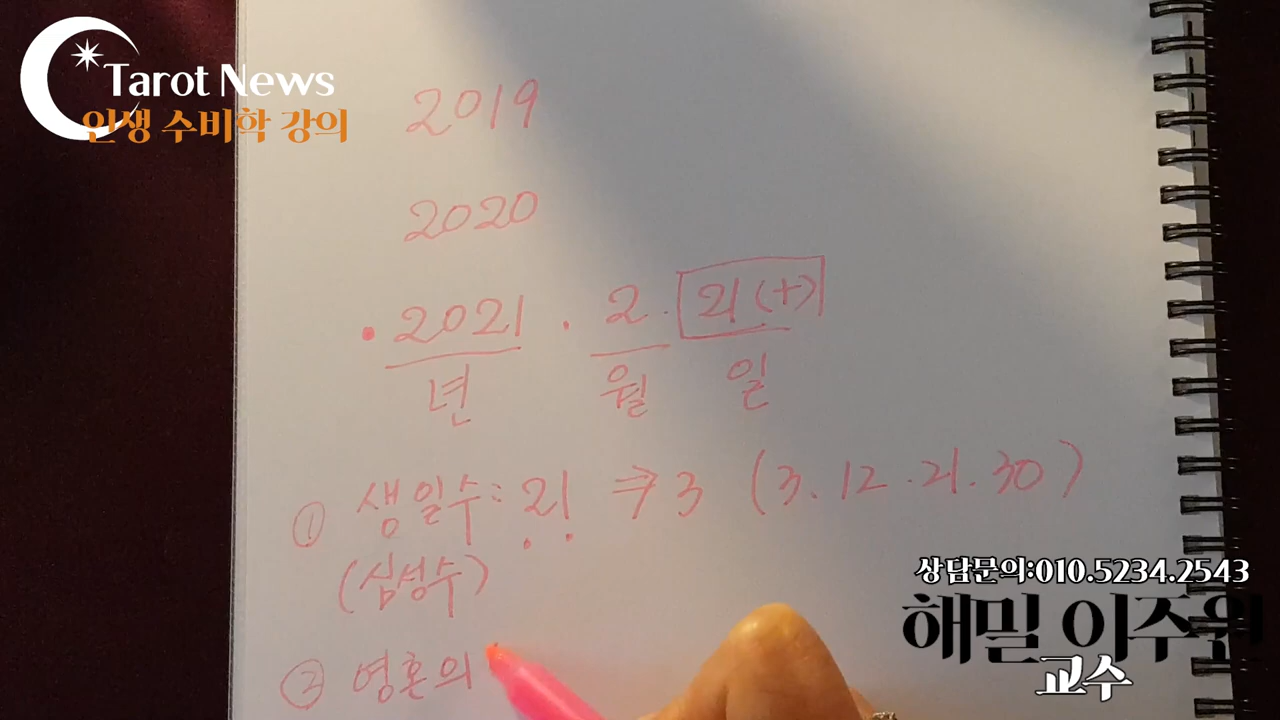 Tarot News
인생 수비학 강의
2019
2020
· 2021 · 2 · 21 (+)
년 월 일
① 생일수: 21 ⇒ 3 (3. 12. 21. 30)
(심성수)
② 영혼의
상담문의:010.5234.2543
해밀 이주원
교수